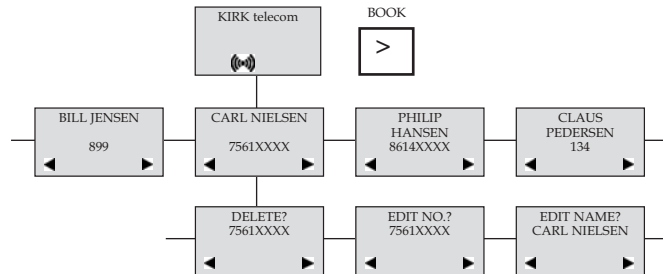 KIRK telecom
BOOK
>
BILL JENSEN
899
CARL NIELSEN
7561XXXX
PHILIP
HANSEN
8614XXXX
CLAUS
PEDERSEN
134
DELETE?
7561XXXX
EDIT NO.?
7561XXXX
EDIT NAME?
CARL NIELSEN